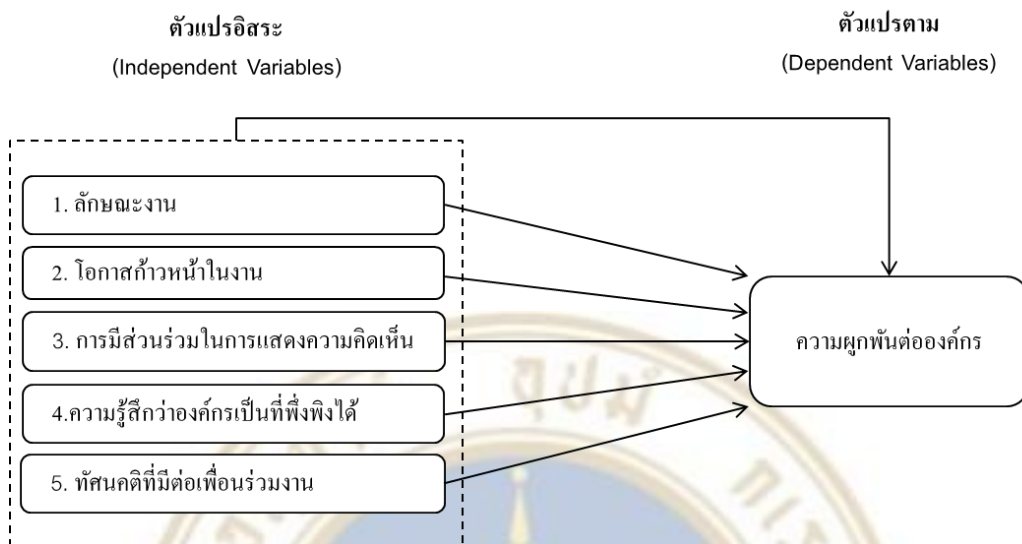 ตัวแปรอิสระ
(Independent Variables)
ตัวแปรตาม
(Dependent Variables)
1. ลักษณะงาน
2. โอกาสก้าวหน้าในงาน
3. การมีส่วนร่วมในการแสดงความคิดเห็น
4.ความรู้สึกว่าองค์กรเป็นที่พึ่งพิงได้
5. ทัศนคติที่มีต่อเพื่อนร่วมงาน
ความผูกพันต่อองค์กร